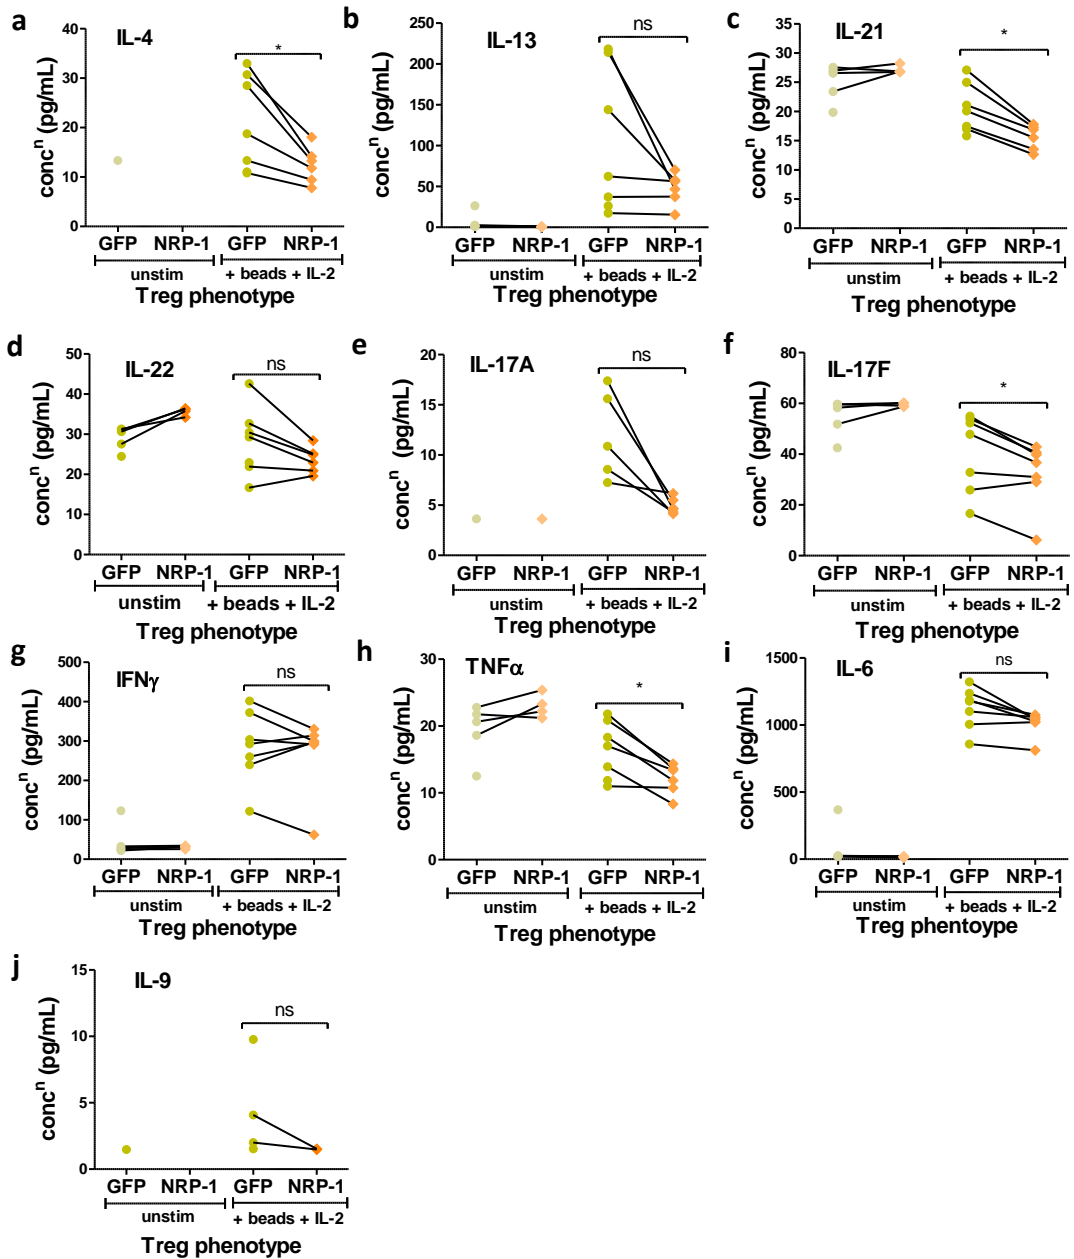 a
IL-4
*
concⁿ (pg/mL)
40
30
20
10
0
GFP NRP-1 GFP NRP-1
unstim + beads + IL-2
Treg phenotype
b
IL-13
ns
concⁿ (pg/mL)
250
200
150
100
50
0
GFP NRP-1 GFP NRP-1
unstim + beads + IL-2
Treg phenotype
c
IL-21
*
concⁿ (pg/mL)
35
30
25
20
15
10
5
0
GFP NRP-1 GFP NRP-1
unstim + beads + IL-2
Treg phenotype
d
IL-22
ns
concⁿ (pg/mL)
50
40
30
20
10
0
GFP NRP-1 GFP NRP-1
unstim + beads + IL-2
Treg phenotype
e
IL-17A
ns
concⁿ (pg/mL)
20
15
10
5
0
GFP NRP-1 GFP NRP-1
unstim + beads + IL-2
Treg phenotype
f
IL-17F
*
concⁿ (pg/mL)
80
60
40
20
0
GFP NRP-1 GFP NRP-1
unstim + beads + IL-2
Treg phenotype
g
IFNγ
ns
concⁿ (pg/mL)
500
400
300
200
100
0
GFP NRP-1 GFP NRP-1
unstim + beads + IL-2
Treg phenotype
h
TNFα
*
concⁿ (pg/mL)
30
20
10
0
GFP NRP-1 GFP NRP-1
unstim + beads + IL-2
Treg phenotype
i
IL-6
ns
concⁿ (pg/mL)
1500
1000
500
0
GFP NRP-1 GFP NRP-1
unstim + beads + IL-2
Treg phentoype
j
IL-9
ns
concⁿ (pg/mL)
15
10
5
0
GFP NRP-1 GFP NRP-1
unstim + beads + IL-2
Treg phenotype